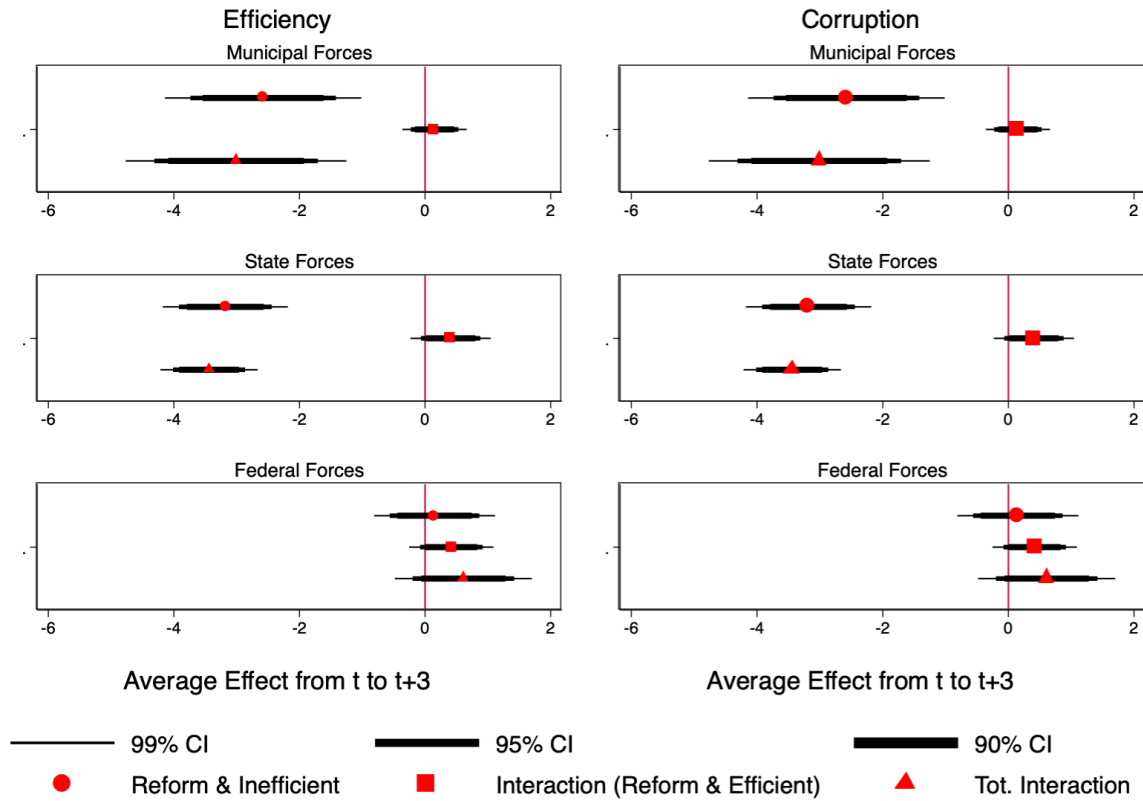 Efficiency
Corruption
Municipal Forces
Municipal Forces
.
.
-6 -4 -2 0 2
-6 -4 -2 0 2
State Forces
State Forces
.
.
-6 -4 -2 0 2
-6 -4 -2 0 2
Federal Forces
Federal Forces
.
.
-6 -4 -2 0 2
-6 -4 -2 0 2
Average Effect from t to t+3
Average Effect from t to t+3
99% CI 95% CI 90% CI
Reform & Inefficient Interaction (Reform & Efficient) Tot. Interaction